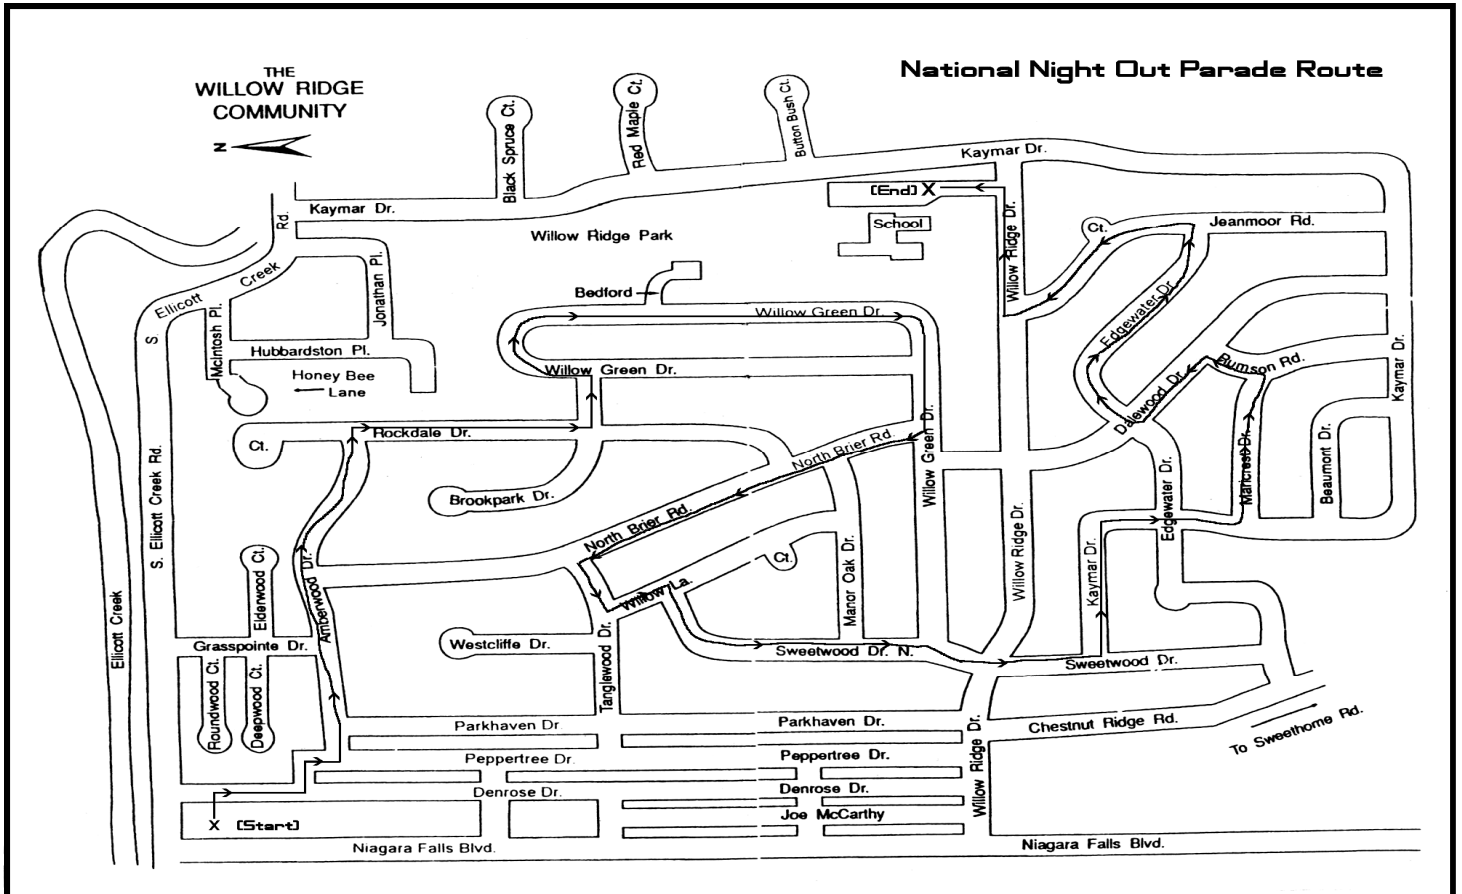 National Night Out Parade Route
THE
WILLOW RIDGE
COMMUNITY
N
Black Spruce Ct.
Red Maple Ct.
Button Bush Ct.
Kaymar Dr.
Kaymar Dr.
Rd.
Creek
Ellicott
S.
Willow Ridge Park
(End) X
School
Willow Ridge Dr.
Ct.
Jeanmoor Rd.
Jonathan Pl.
McIntosh Pl.
Bedford
Willow Green Dr.
Edgewater Dr.
Hubbardston Pl.
Honey Bee
Lane
Willow Green Dr.
Rumson Rd.
Kaymar Dr.
Dalewood Dr.
Ct.
Rockdale Dr.
North Brier Rd.
Willow Green Dr.
Maricrest Dr.
Beaumont Dr.
S. Ellicott Creek Rd.
Brookpark Dr.
North Brier Rd.
Edgewater Dr.
Elderwood Ct.
Amberwood Dr.
Ct.
Manor Oak Dr.
Willow Ridge Dr.
Kaymar Dr.
Willow La.
Ellicott Creek
Grasspointe Dr.
Westcliffe Dr.
Tanglewood Dr.
Sweetwood Dr. N.
Sweetwood Dr.
Roundwood Ct.
Deepwood Ct.
Parkhaven Dr.
Parkhaven Dr.
Chestnut Ridge Rd.
To Sweethome Rd.
Peppertree Dr.
Peppertree Dr.
Willow Ridge Dr.
Denrose Dr.
Denrose Dr.
X (Start)
Joe McCarthy
Niagara Falls Blvd.
Niagara Falls Blvd.